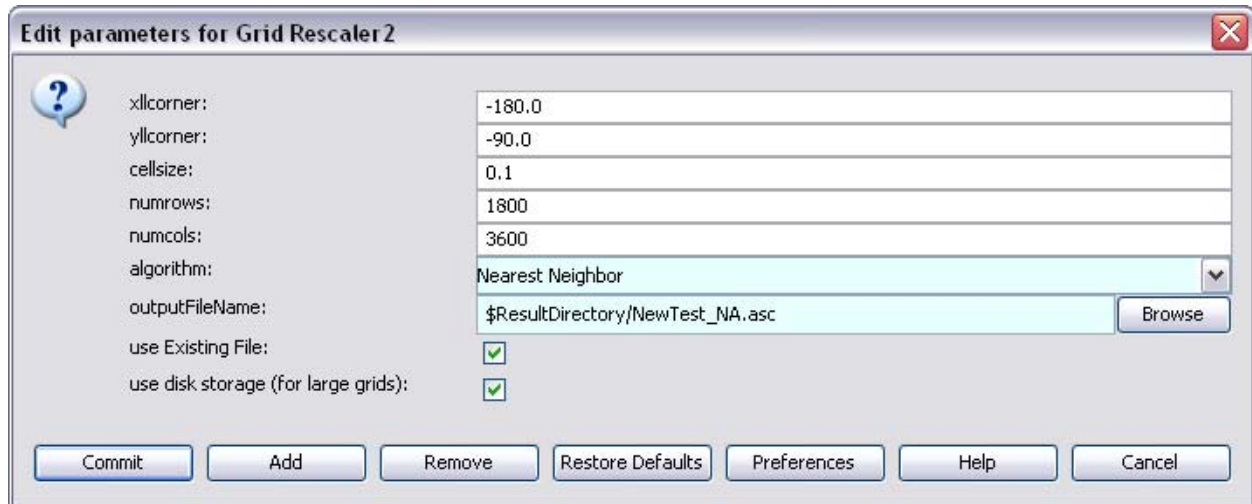 Edit parameters for Grid Rescaler2
?
xllcorner: -180.0
yllcorner: -90.0
cellsize: 0.1
numrows: 1800
numcols: 3600
algorithm: Nearest Neighbor
outputFileName: $ResultDirectory/NewTest_NA.asc Browse
use Existing File:
use disk storage (for large grids):
Commit Add Remove Restore Defaults Preferences Help Cancel